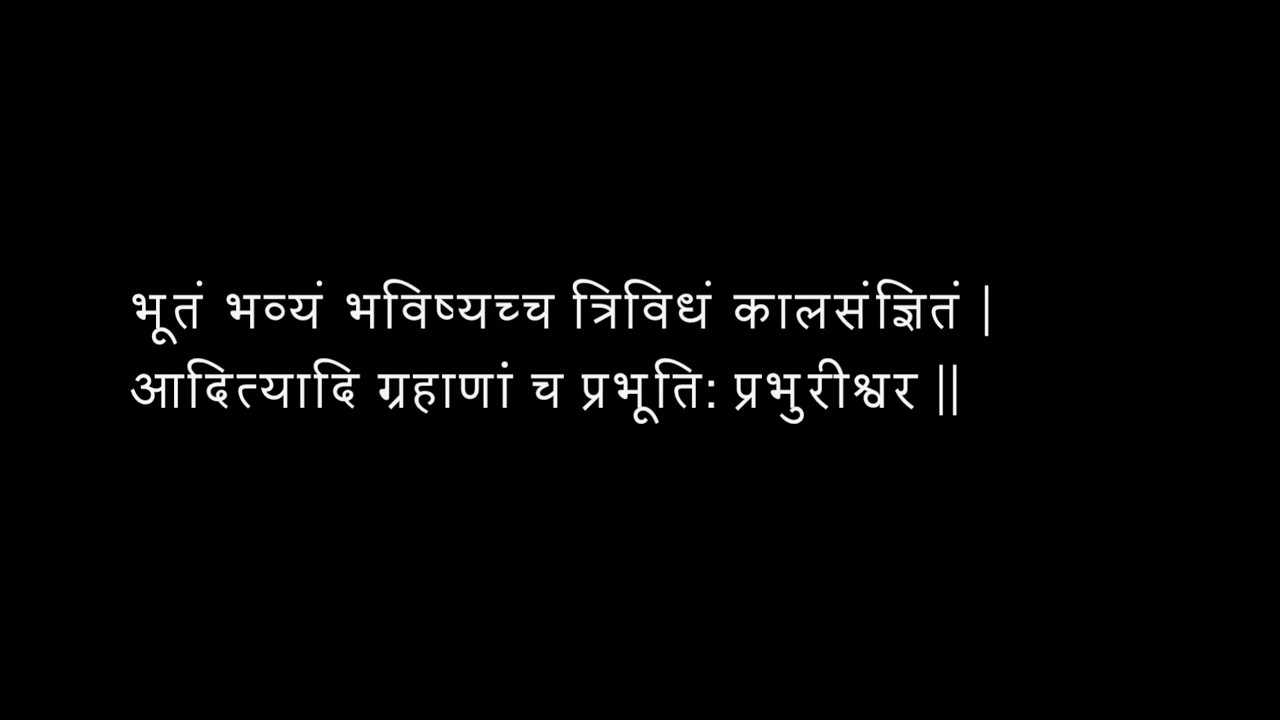 भूतं भव्यं भविष्यच्च त्रिविधं कालसंज्ञितं |
आदित्यादि ग्रहाणां च प्रभूति: प्रभुरीश्वर ||